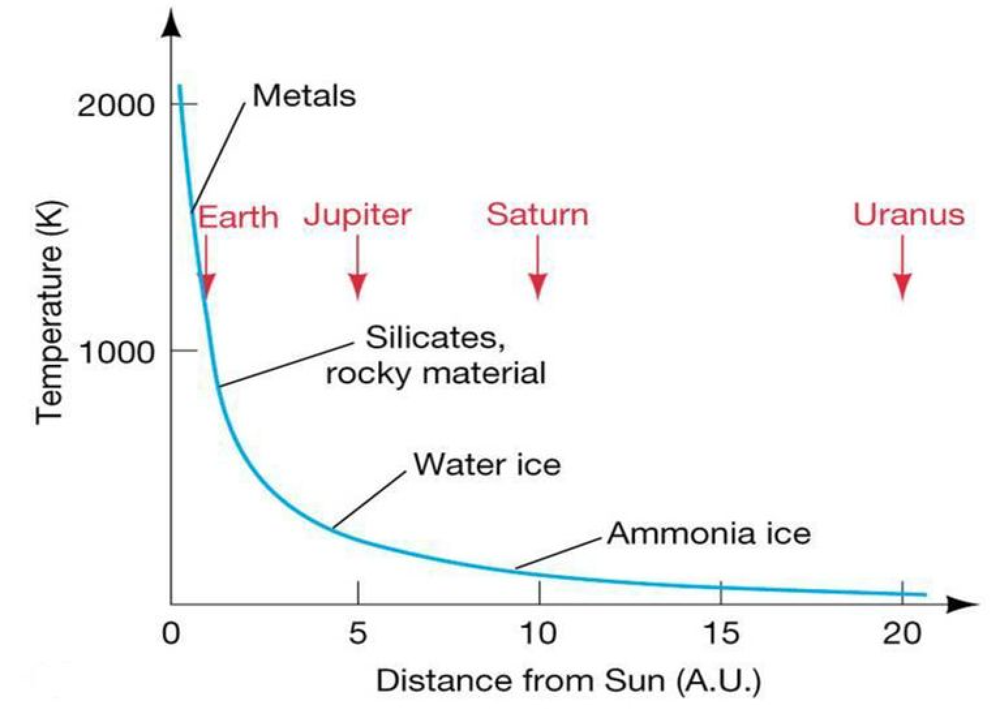 2000
Metals
Earth
Jupiter
Saturn
Uranus
Temperature (K)
1000
Silicates,
rocky material
Water ice
Ammonia ice
0
5
10
15
20
Distance from Sun (A.U.)